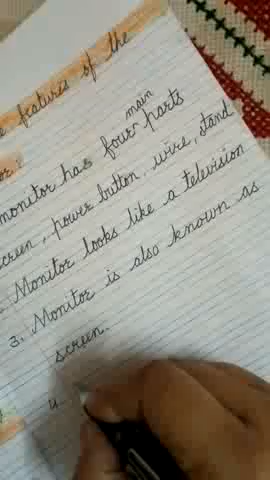 features of the
or:
main
monitor has four parts
screen, power button, wire, stand
Monitor looks like a television
3. Monitor is also known as
screen.
4.